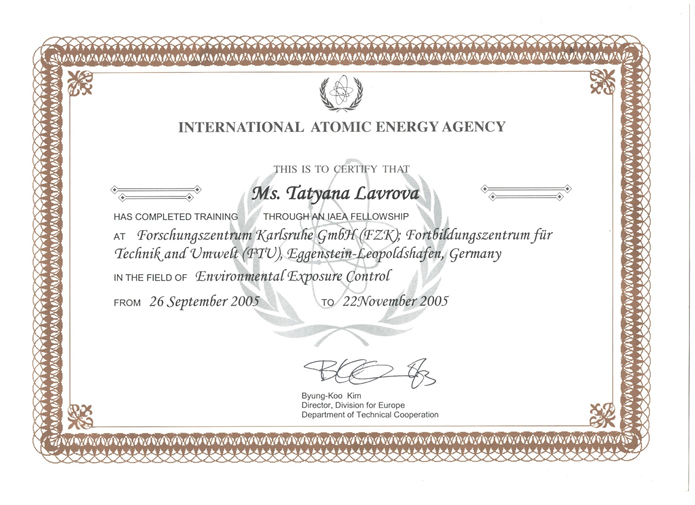 INTERNATIONAL ATOMIC ENERGY AGENCY
THIS IS TO CERTIFY THAT
Ms. Tatyana Lavrova
HAS COMPLETED TRAINING THROUGH AN IAEA FELLOWSHIP
AT Forschungszentrum Karlsruhe GmbH (FZK); Fortbildungszentrum für
Technik and Umwelt (FTU), Eggenstein-Leopoldshafen, Germany
IN THE FIELD OF Environmental Exposure Control
FROM 26 September 2005 TO 22November 2005
Byung-Koo Kim
Director, Division for Europe
Department of Technical Cooperation